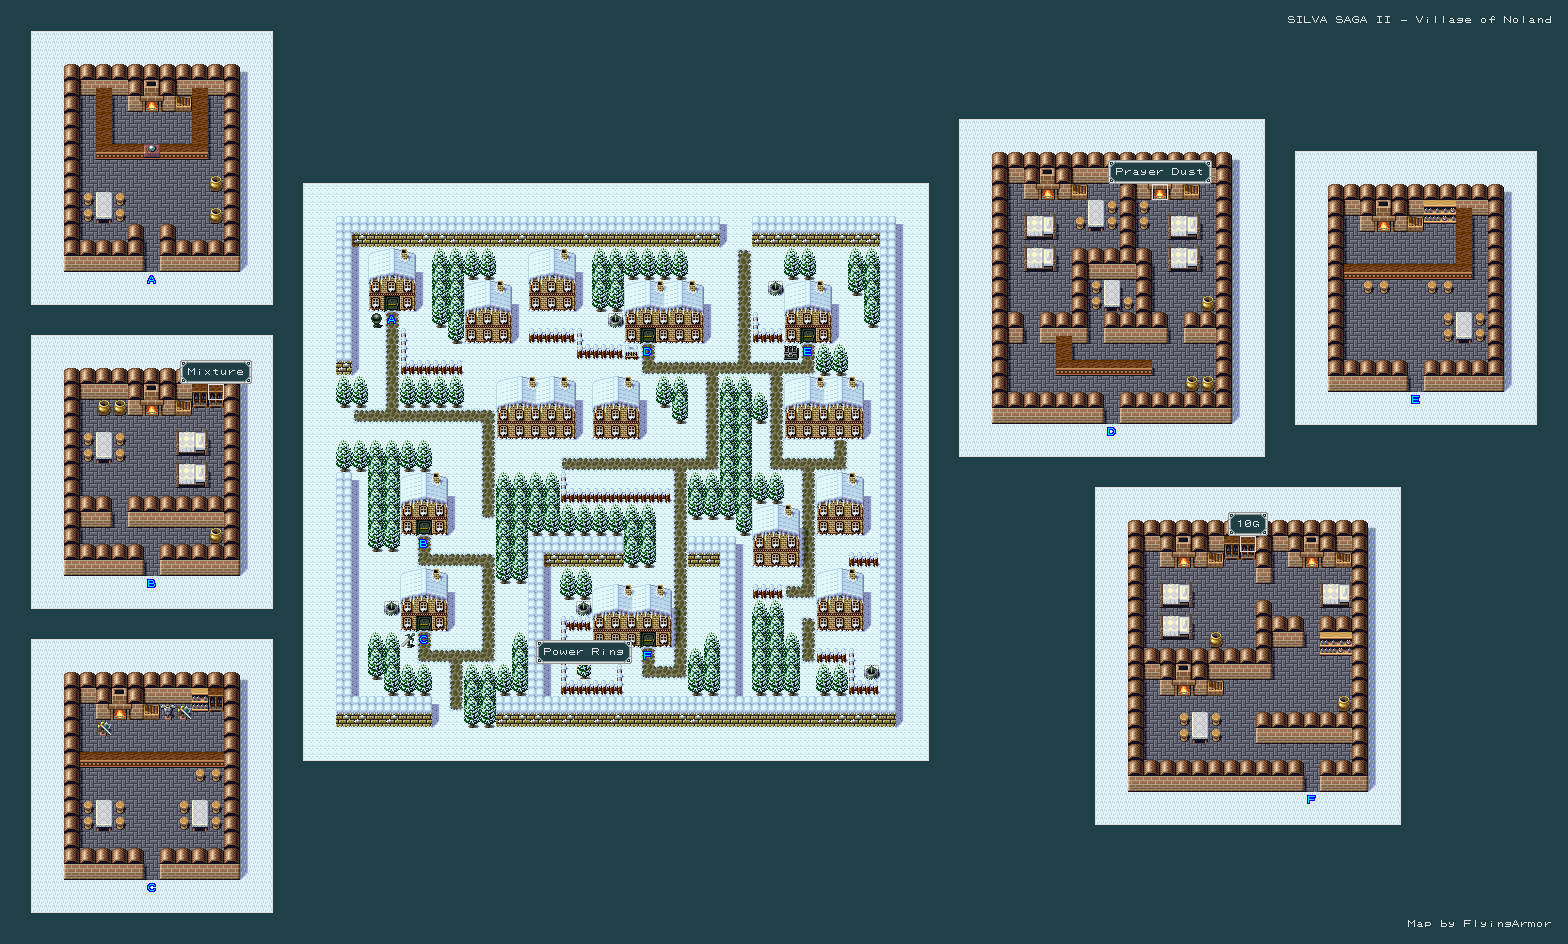 SILVA SAGA II - Village of Noland
A
Mixture
B
C
A
D
E
B
C
Power Ring
F
Prayer Dust
D
E
10G
F
Map by FlyingArmor